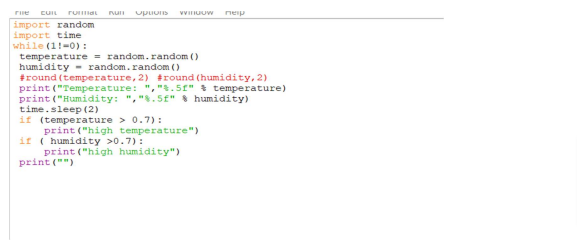 File Edit Format Run Options Window Help
import random
import time
while(1!=0):
 temperature = random.random()
 humidity = random.random()
 #round(temperature,2) #round(humidity,2)
 print("Temperature: ","%.5f" % temperature)
 print("Humidity: ","%.5f" % humidity)
 time.sleep(2)
 if (temperature > 0.7):
     print("high temperature")
 if ( humidity >0.7):
     print("high humidity")
 print("")